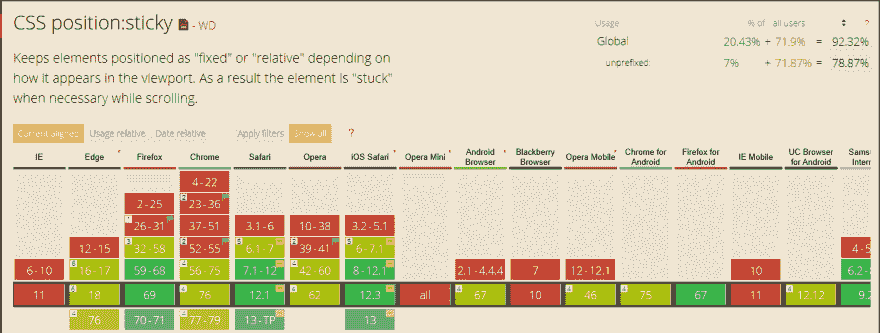 CSS position:sticky - WD
Usage % of all users ?
Global 20.43% + 71.9% = 92.32%
unprefixed: 7% + 71.87% = 78.87%
Keeps elements positioned as "fixed" or "relative" depending on
how it appears in the viewport. As a result the element is "stuck"
when necessary while scrolling.
Current aligned Usage relative Date relative Apply filters Show all ?
IE Edge Firefox Chrome Safari Opera iOS Safari Opera Mini Android Browser Blackberry Browser Opera Mobile Chrome for Android Firefox for Android IE Mobile UC Browser for Android Sams Intern
4-22
2-25 23-36
26-31 37-51 3.1-6 10-38 3.2-5.1
12-15 32-58 52-55 6.1-7 39-41 6-7.1 4-5
6-10 16-17 59-68 56-75 7.1-12 42-60 8-12.1 2.1-4.4.4 7 12-12.1 10 6.2-
11 18 69 76 12.1 62 12.3 all 67 10 46 75 67 11 12.12 9.2
76 70-71 77-79 13-TP 13